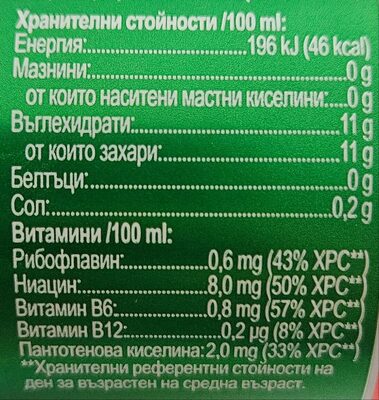 Хранителни стойности /100 ml:
Енергия:..........................196 kJ (46 kcal)
Мазнини:.............................................0 g
от които наситени мастни киселини:...0 g
Въглехидрати:.....................................11 g
от които захари:.................................11 g
Белтъци:..............................................0 g
Сол:...................................................0,2 g
Витамини /100 ml:
Рибофлавин:................0,6 mg (43% ХРС**)
Ниацин:........................8,0 mg (50% ХРС**)
Витамин В6:.................0,8 mg (57% ХРС**)
Витамин В12:.................0,2 µg (8% ХРС**)
Пантотенова киселина:2,0 mg (33% ХРС**)
**Хранителни референтни стойности на
ден за възрастен на средна възраст.